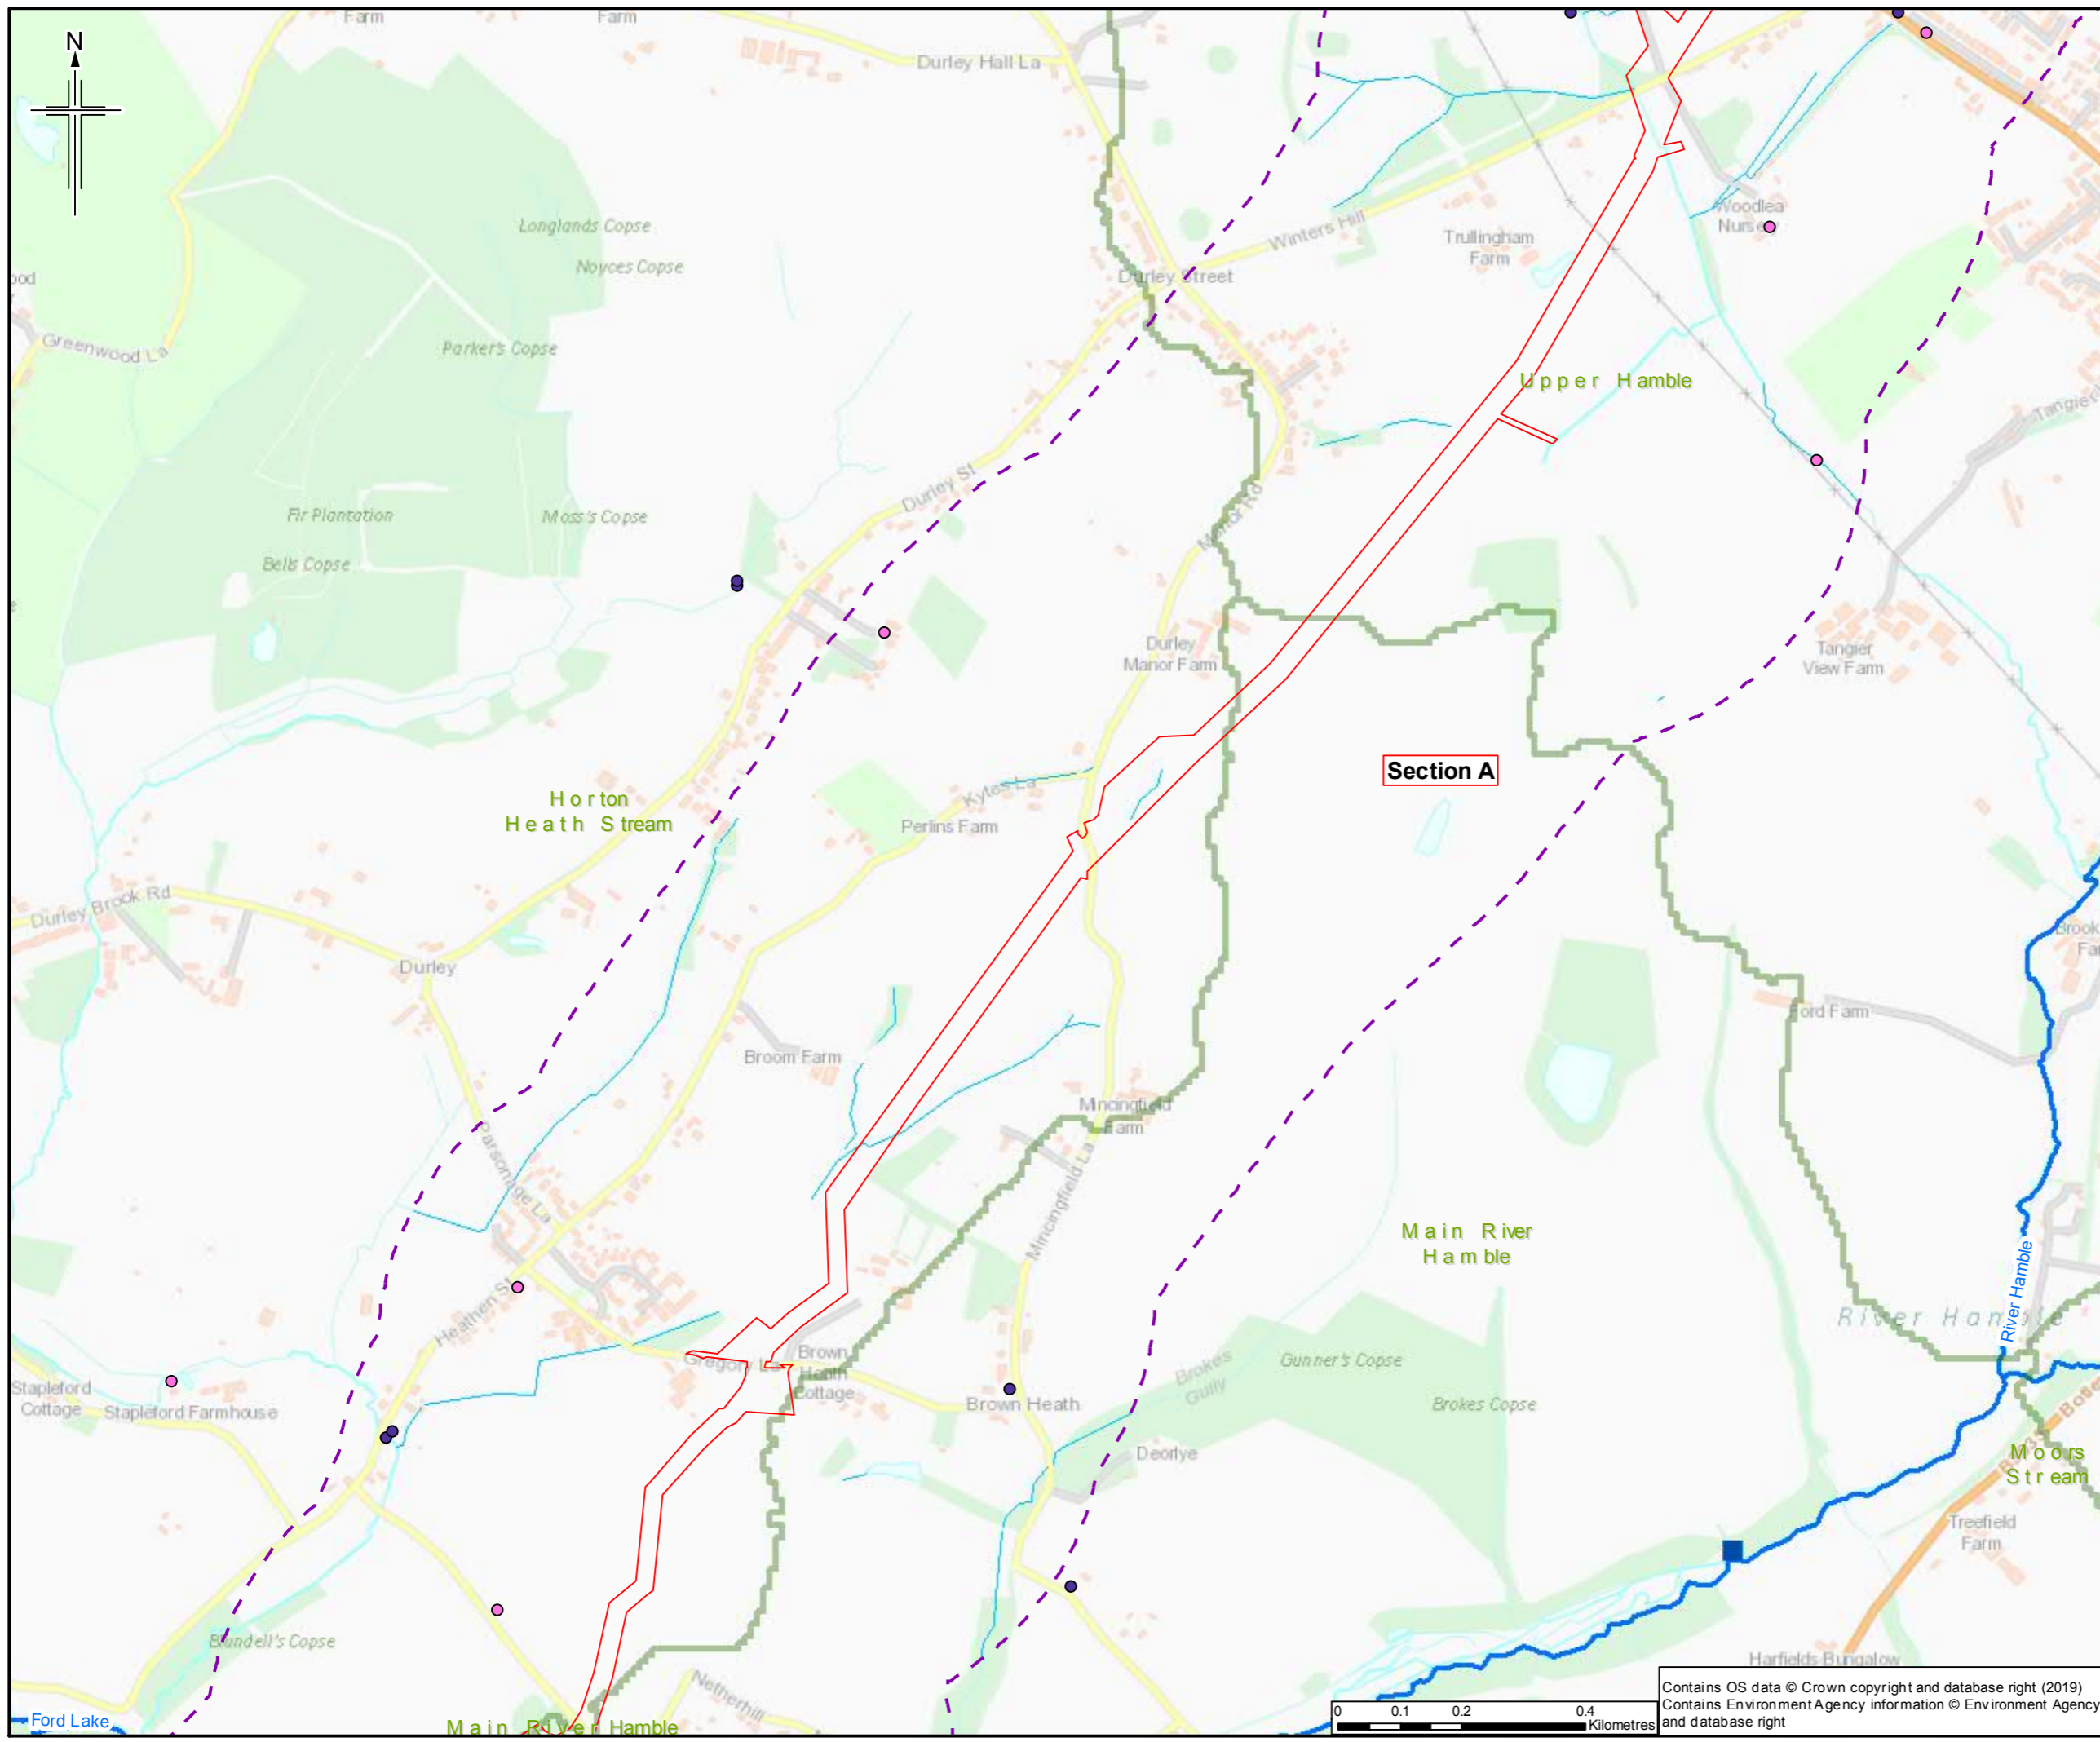 Farm
Farm
N
Durley Hall La
Longlands Copse
Noyces Copse
Woodlea
Nursery
Winters Hill
Trullingham
Farm
Durley Street
Greenwood La
Parker's Copse
Upper Hamble
Tangier
Durley St
Fir Plantation
Moss's Copse
Manor Rd
Bells Copse
Durley
Manor Farm
Tangier
View Farm
Section A
Horton
Heath Stream
Kytes La
Perlins Farm
Durley Brook Rd
Durley
Brook
Fa
Ford Farm
Broom Farm
Mincingfield
Farm
Parsonage La
Mincingfield La
Main River
Hamble
River Hamble
River Hamble
Heathen St
Gregory La
Brown
Heath
Cottage
Brokes
Gully
Gunner's Copse
Stapleford
Cottage
Stapleford Farmhouse
Brown Heath
Brokes Copse
Deorlye
Moors
Stream
Treefield
Farm
Blundell's Copse
Harfields Bungalow
Netherhill
Ford Lake
Main River Hamble
0 0.1 0.2 0.4
Kilometres
Contains OS data © Crown copyright and database right (2019)
Contains Environment Agency information © Environment Agency
and database right